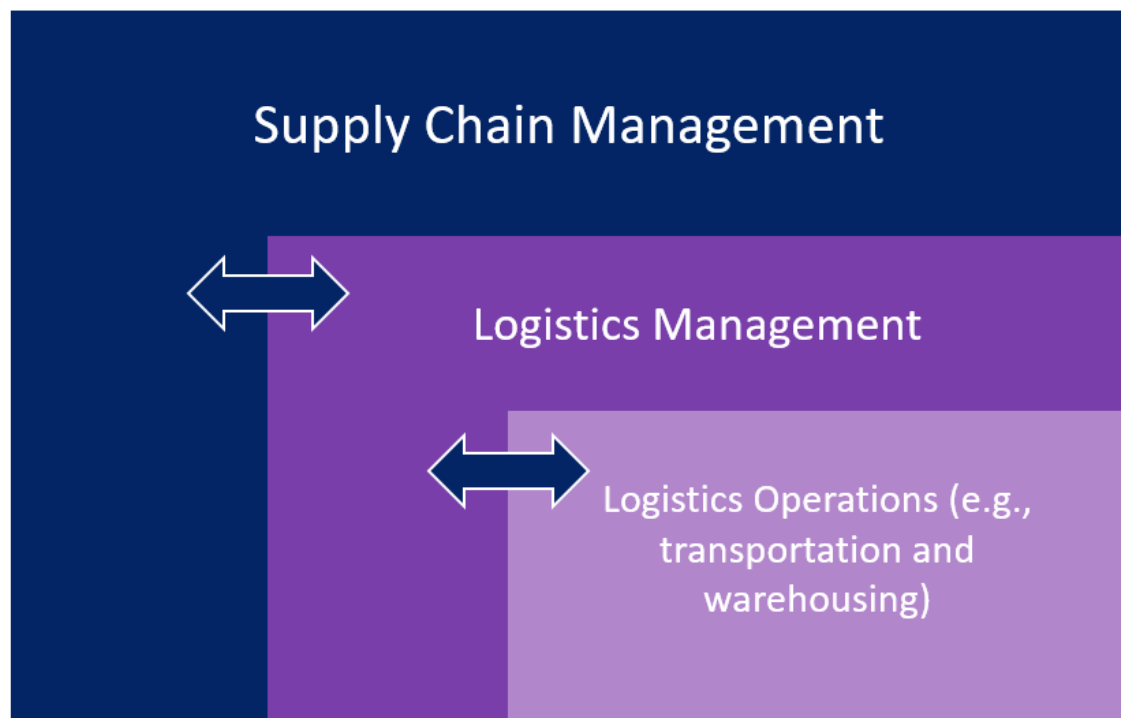 Supply Chain Management
Logistics Management
Logistics Operations (e.g.,
transportation and
warehousing)